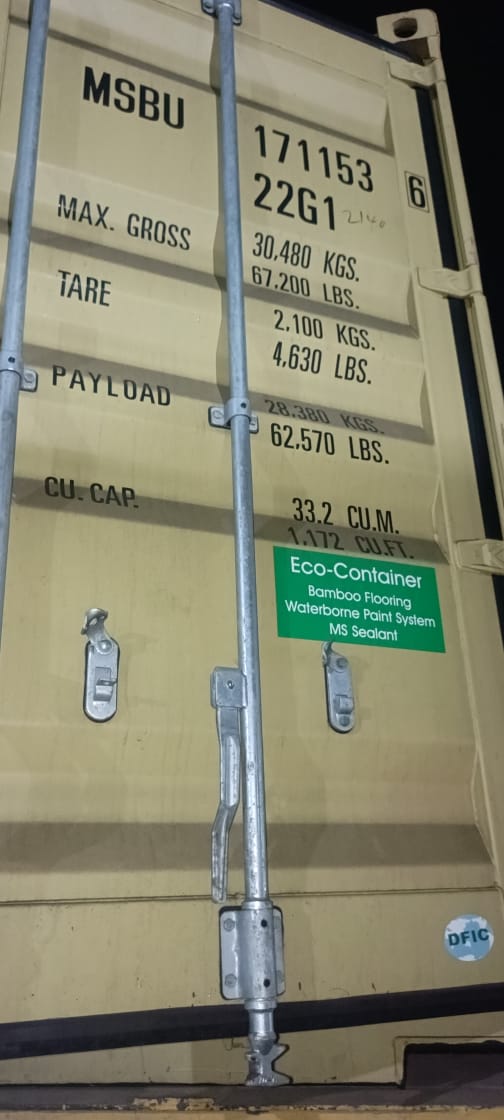 MSBU
171153 6
22G1 2140
MAX. GROSS 30,480 KGS.
67,200 LBS.
TARE 2,100 KGS.
4,630 LBS.
PAYLOAD 28,380 KGS.
62,570 LBS.
CU. CAP. 33.2 CU.M.
1,172 CU.FT.
Eco-Container
Bamboo Flooring
Waterborne Paint System
MS Sealant
DFIC